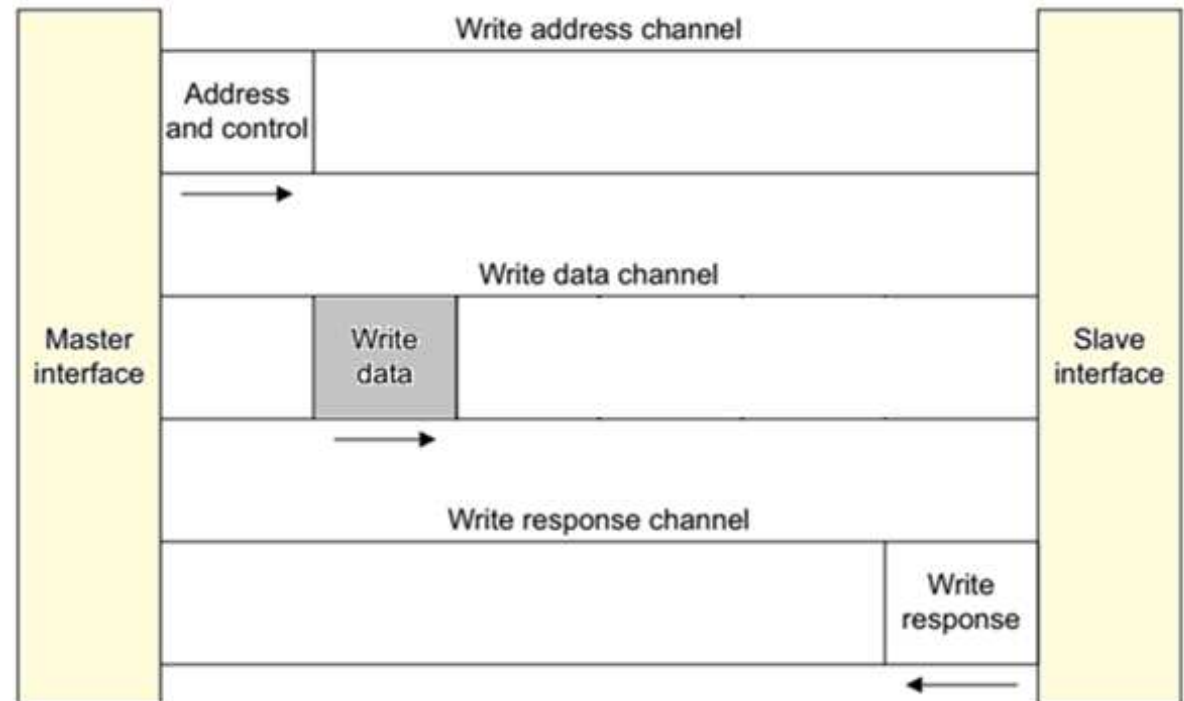 Write address channel
Address
and control
Write data channel
Master
interface
Write
data
Slave
interface
Write response channel
Write
response